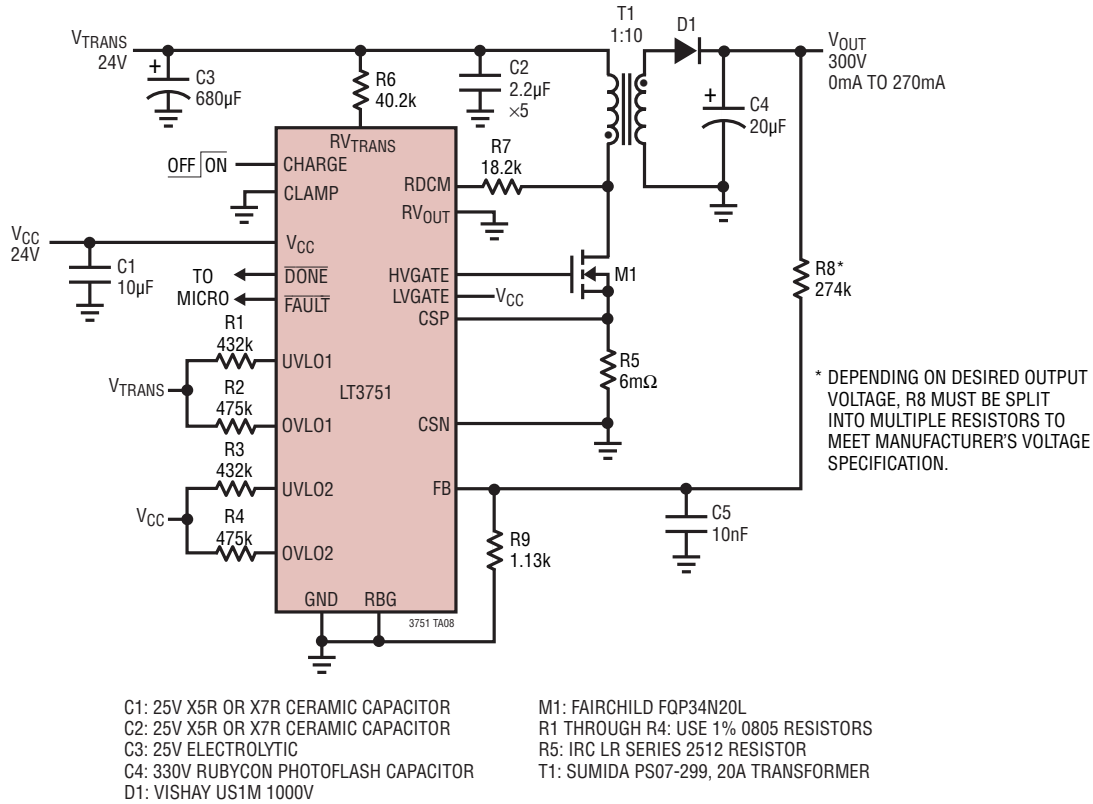 T1
1:10
D1
VTRANS
24V
+
C3
680µF
R6
40.2k
C2
2.2µF
×5
VOUT
300V
0mA TO 270mA
+
C4
20µF
RVTRANS
OFF ON
CHARGE
CLAMP
R7
18.2k
RDCM
RVOUT
VCC
24V
VCC
C1
10µF
TO
MICRO
DONE
FAULT
HVGATE
LVGATE
VCC
CSP
M1
R8*
274k
R1
432k
UVLO1
VTRANS
R2
475k
OVLO1
LT3751
R5
6mΩ
CSN
* DEPENDING ON DESIRED OUTPUT
VOLTAGE, R8 MUST BE SPLIT
INTO MULTIPLE RESISTORS TO
MEET MANUFACTURER'S VOLTAGE
SPECIFICATION.
R3
432k
UVLO2
VCC
R4
475k
OVLO2
FB
C5
10nF
R9
1.13k
GND
RBG
3751 TA08
C1: 25V X5R OR X7R CERAMIC CAPACITOR
C2: 25V X5R OR X7R CERAMIC CAPACITOR
C3: 25V ELECTROLYTIC
C4: 330V RUBYCON PHOTOFLASH CAPACITOR
D1: VISHAY US1M 1000V
M1: FAIRCHILD FQP34N20L
R1 THROUGH R4: USE 1% 0805 RESISTORS
R5: IRC LR SERIES 2512 RESISTOR
T1: SUMIDA PS07-299, 20A TRANSFORMER